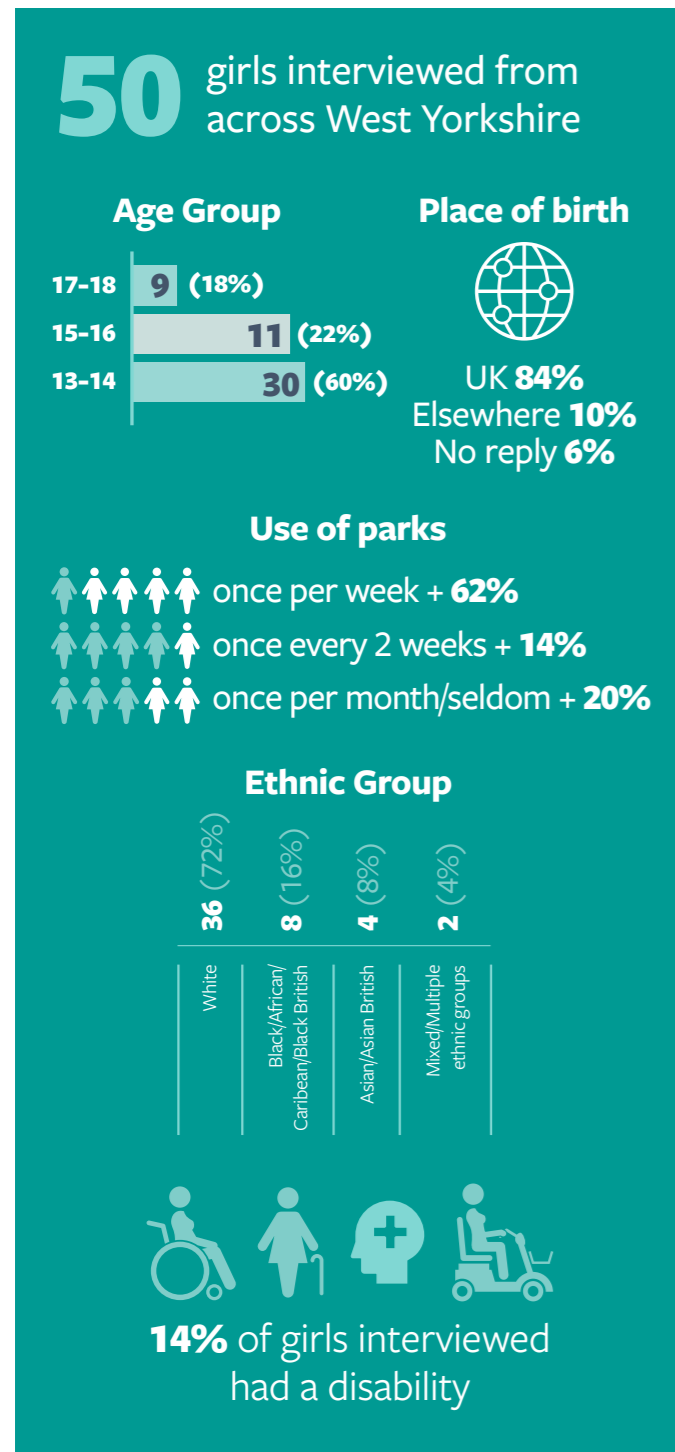 50 girls interviewed from
across West Yorkshire
Age Group
17-18 9 (18%)
15-16 11 (22%)
13-14 30 (60%)
Place of birth
UK 84%
Elsewhere 10%
No reply 6%
Use of parks
once per week + 62%
once every 2 weeks + 14%
once per month/seldom + 20%
Ethnic Group
36 (72%)
White
8 (16%)
Black/African/
Caribbean/Black British
4 (8%)
Asian/Asian British
2 (4%)
Mixed/Multiple
ethnic groups
14% of girls interviewed
had a disability